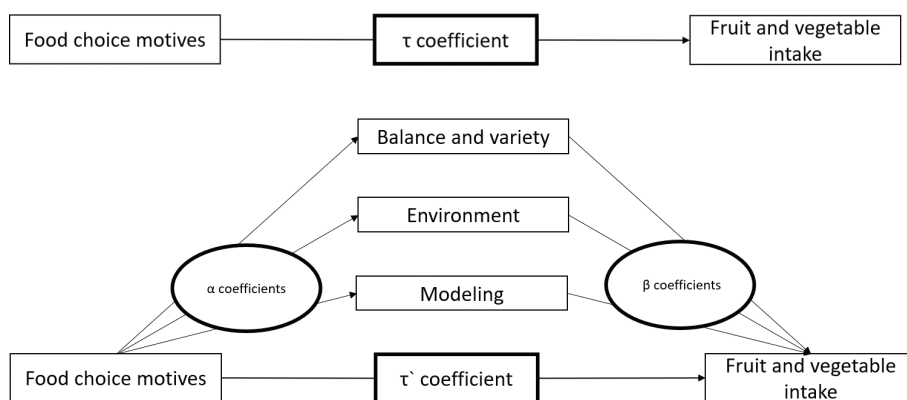 Food choice motives
τ coefficient
Fruit and vegetable
intake
Balance and variety
Environment
α coefficients
β coefficients
Modeling
Food choice motives
τ` coefficient
Fruit and vegetable
intake